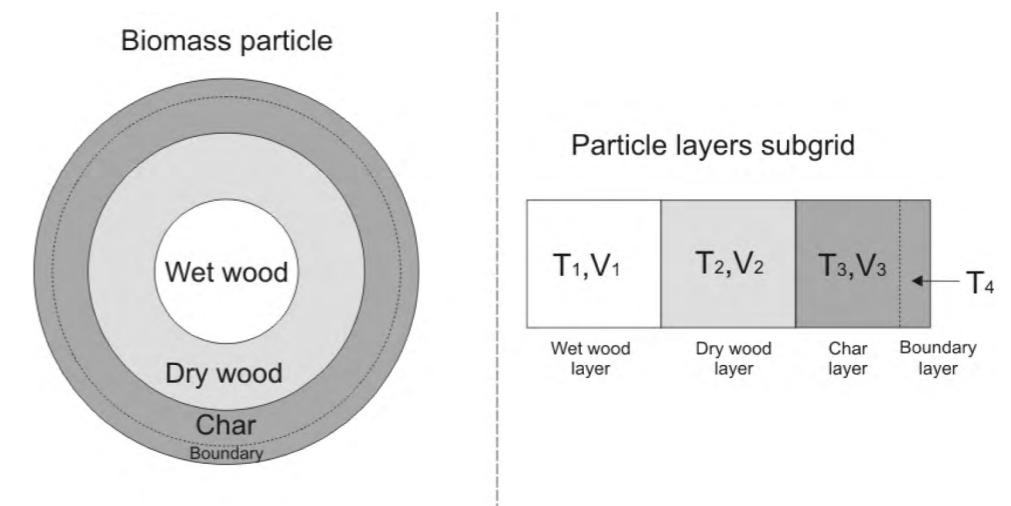 Biomass particle
Wet wood
Dry wood
Char
Boundary
Particle layers subgrid
T₁,V₁
T₂,V₂
T₃,V₃
T₄
Wet wood
layer
Dry wood
layer
Char
layer
Boundary
layer